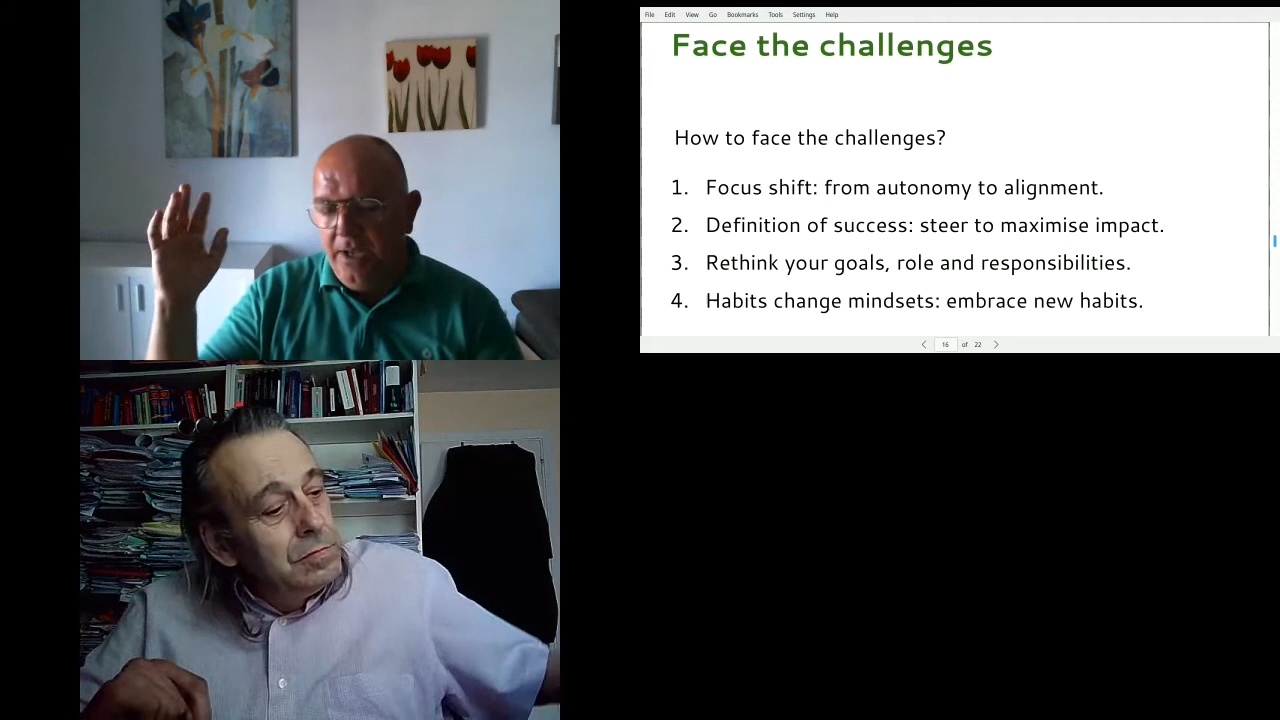 File Edit View Go Bookmarks Tools Settings Help
Face the challenges
How to face the challenges?
1. Focus shift: from autonomy to alignment.
2. Definition of success: steer to maximise impact.
3. Rethink your goals, role and responsibilities.
4. Habits change mindsets: embrace new habits.
16 of 22